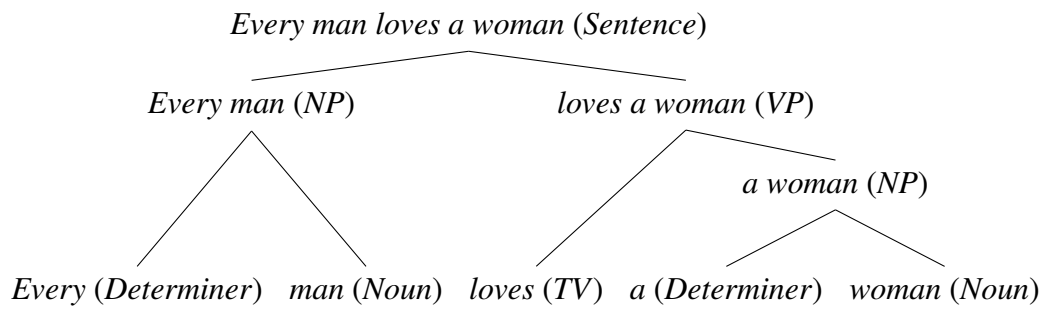 Every man loves a woman (Sentence)
Every man (NP) loves a woman (VP)
a woman (NP)
Every (Determiner) man (Noun) loves (TV) a (Determiner) woman (Noun)